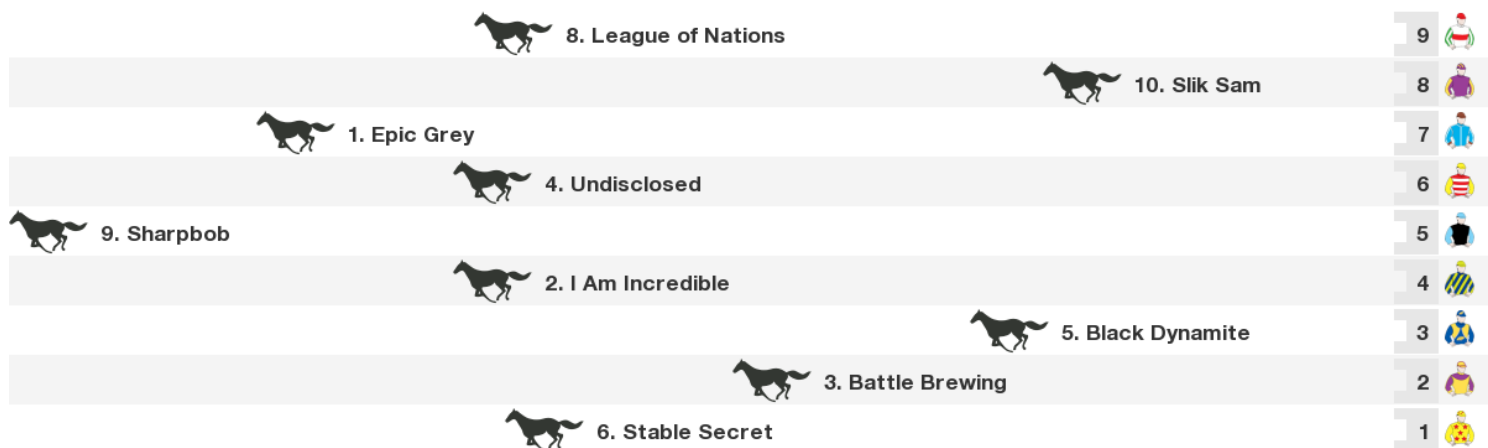 8. League of Nations 9
10. Slik Sam 8
1. Epic Grey 7
4. Undisclosed 6
9. Sharpbob 5
2. I Am Incredible 4
5. Black Dynamite 3
3. Battle Brewing 2
6. Stable Secret 1